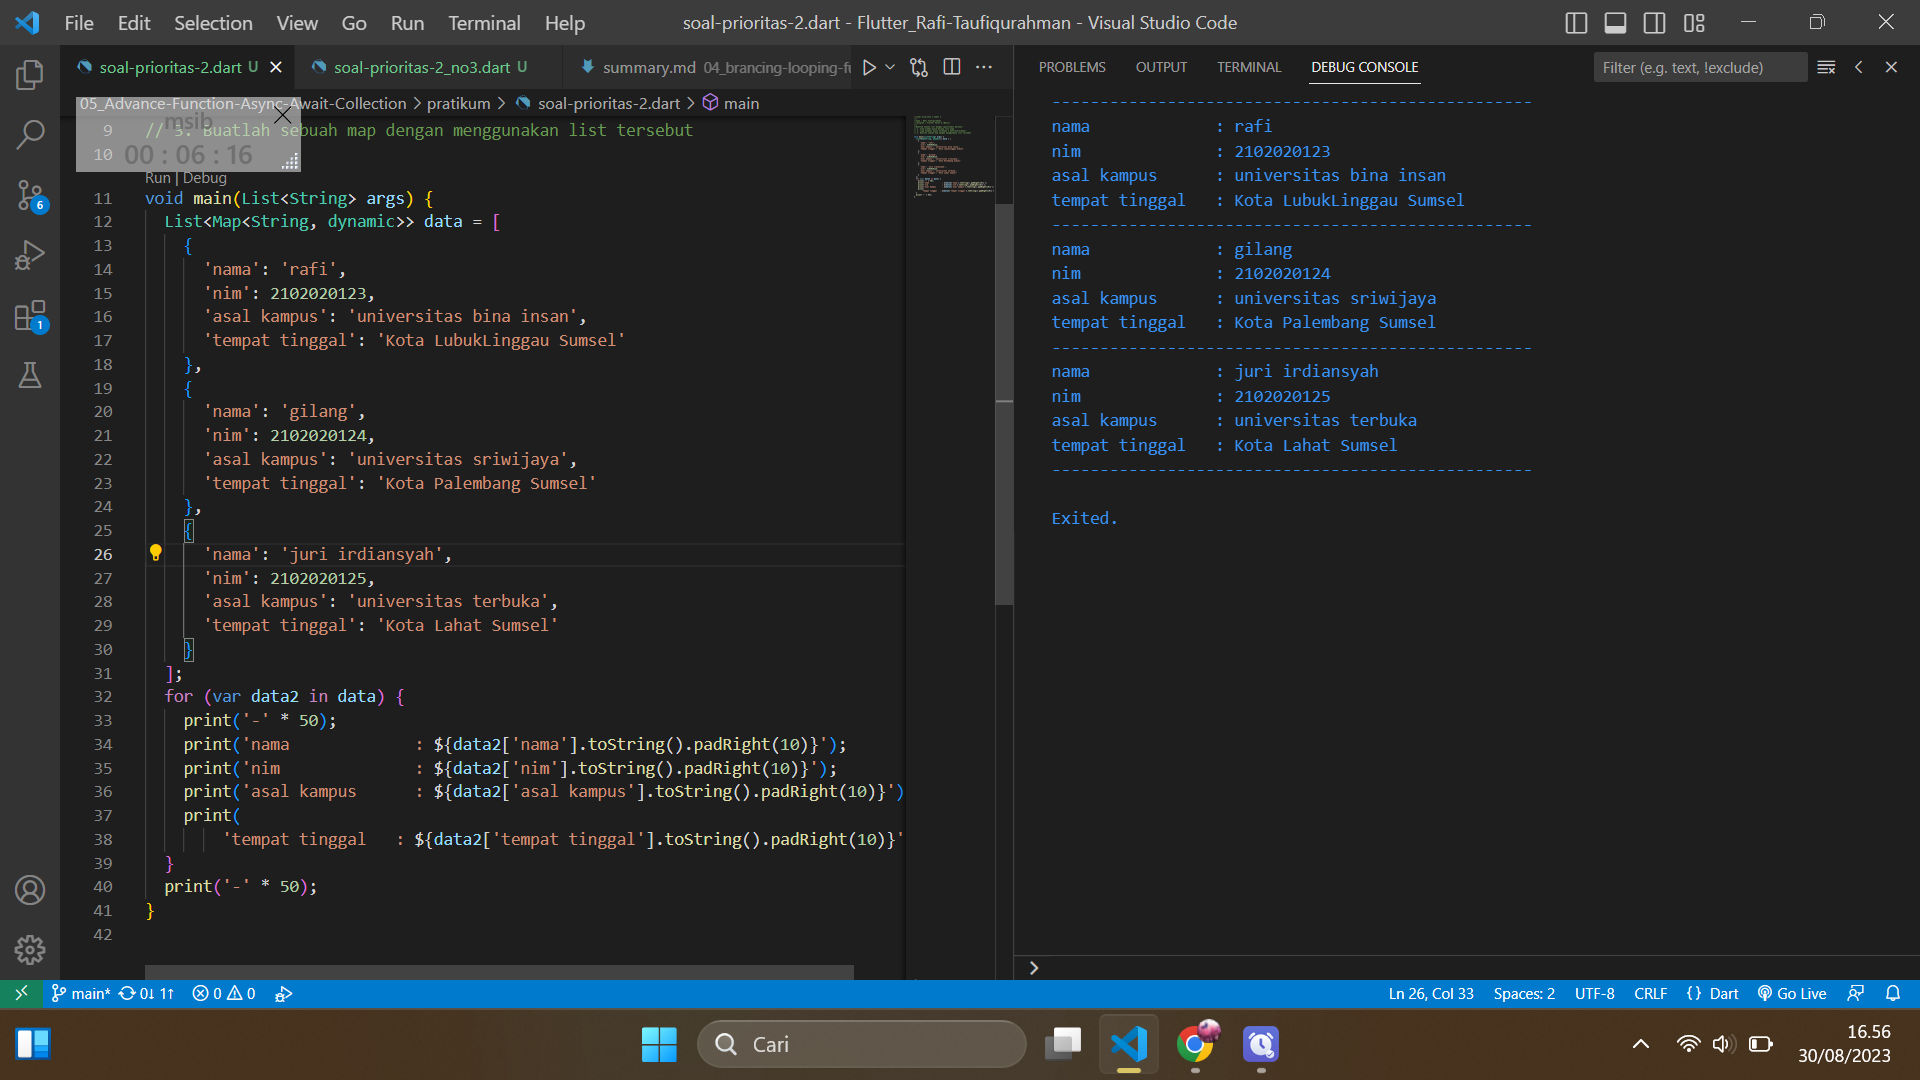 File Edit Selection View Go Run Terminal Help
soal-prioritas-2.dart - Flutter_Rafi-Taufiqurahman - Visual Studio Code
soal-prioritas-2.dart U
soal-prioritas-2_no3.dart U
summary.md 04_brancing-looping-fu
05_Advance-Function-Async-Await-Collection > pratikum > soal-prioritas-2.dart > main
msib
00 : 06 : 16
9 // 3. Buatlah sebuah map dengan menggunakan list tersebut
10
Run | Debug
11 void main(List<String> args) {
12 List<Map<String, dynamic>> data = [
13 {
14 'nama': 'rafi',
15 'nim': 2102020123,
16 'asal kampus': 'universitas bina insan',
17 'tempat tinggal': 'Kota LubukLinggau Sumsel'
18 },
19 {
20 'nama': 'gilang',
21 'nim': 2102020124,
22 'asal kampus': 'universitas sriwijaya',
23 'tempat tinggal': 'Kota Palembang Sumsel'
24 },
25 {
26 'nama': 'juri irdiansyah',
27 'nim': 2102020125,
28 'asal kampus': 'universitas terbuka',
29 'tempat tinggal': 'Kota Lahat Sumsel'
30 }
31 ];
32 for (var data2 in data) {
33 print('-' * 50);
34 print('nama             : ${data2['nama'].toString().padRight(10)}');
35 print('nim              : ${data2['nim'].toString().padRight(10)}');
36 print('asal kampus      : ${data2['asal kampus'].toString().padRight(10)}')
37 print(
38 'tempat tinggal   : ${data2['tempat tinggal'].toString().padRight(10)}'
39 }
40 print('-' * 50);
41 }
42
PROBLEMS OUTPUT TERMINAL DEBUG CONSOLE
Filter (e.g. text, !exclude)
--------------------------------------------------
nama             : rafi
nim              : 2102020123
asal kampus      : universitas bina insan
tempat tinggal   : Kota LubukLinggau Sumsel
--------------------------------------------------
nama             : gilang
nim              : 2102020124
asal kampus      : universitas sriwijaya
tempat tinggal   : Kota Palembang Sumsel
--------------------------------------------------
nama             : juri irdiansyah
nim              : 2102020125
asal kampus      : universitas terbuka
tempat tinggal   : Kota Lahat Sumsel
--------------------------------------------------
Exited.
6
1
main* 0↓ 1↑ 0 0
Ln 26, Col 33 Spaces: 2 UTF-8 CRLF {} Dart Go Live
Cari
16.56
30/08/2023